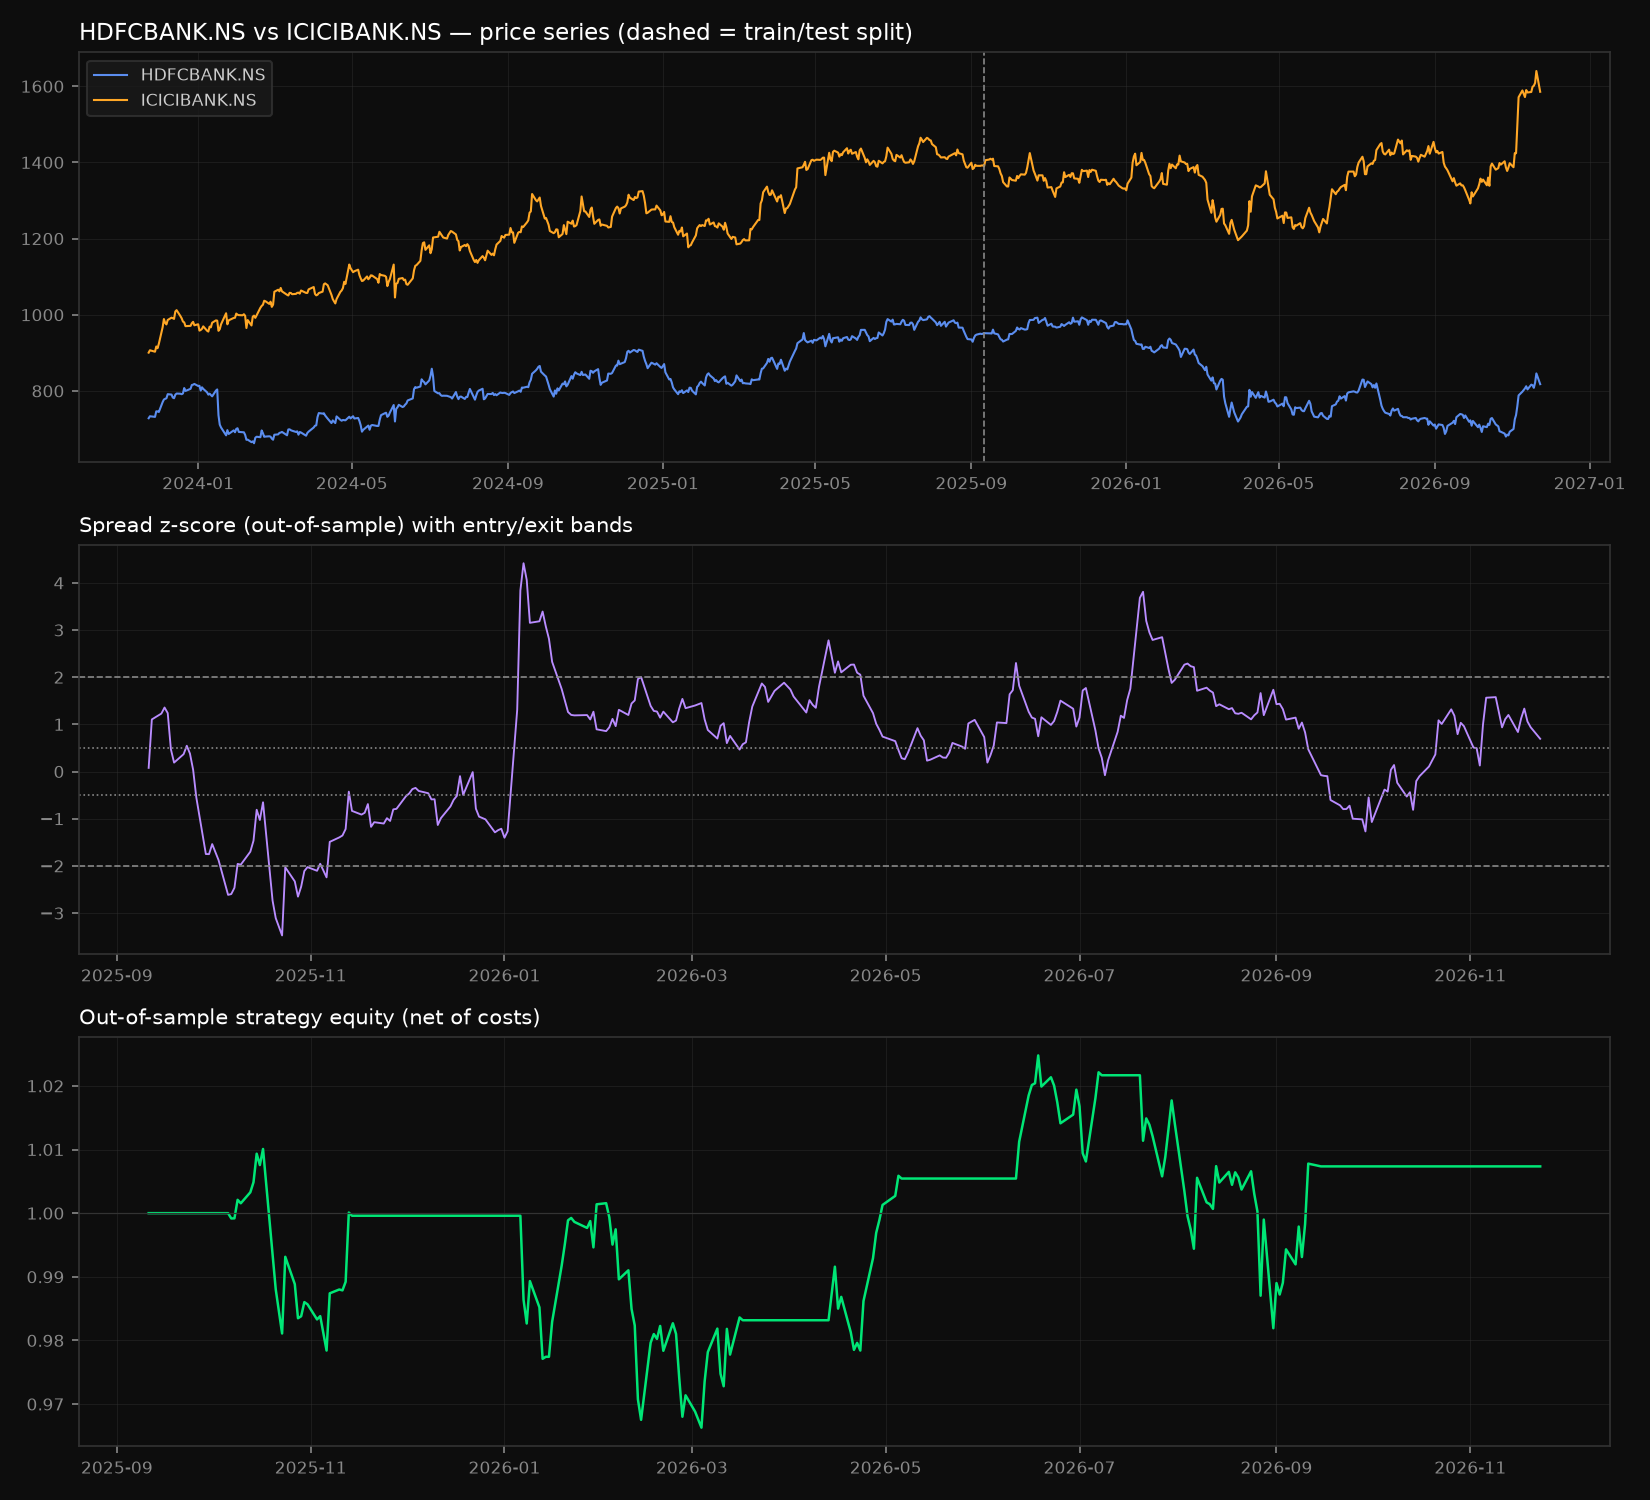 HDFCBANK.NS vs ICICIBANK.NS — price series (dashed = train/test split)
HDFCBANK.NS
ICICIBANK.NS
1600
1400
1200
1000
800
2024-01 2024-05 2024-09 2025-01 2025-05 2025-09 2026-01 2026-05 2026-09 2027-01
Spread z-score (out-of-sample) with entry/exit bands
4
3
2
1
0
−1
−2
−3
2025-09 2025-11 2026-01 2026-03 2026-05 2026-07 2026-09 2026-11
Out-of-sample strategy equity (net of costs)
1.02
1.01
1.00
0.99
0.98
0.97
2025-09 2025-11 2026-01 2026-03 2026-05 2026-07 2026-09 2026-11